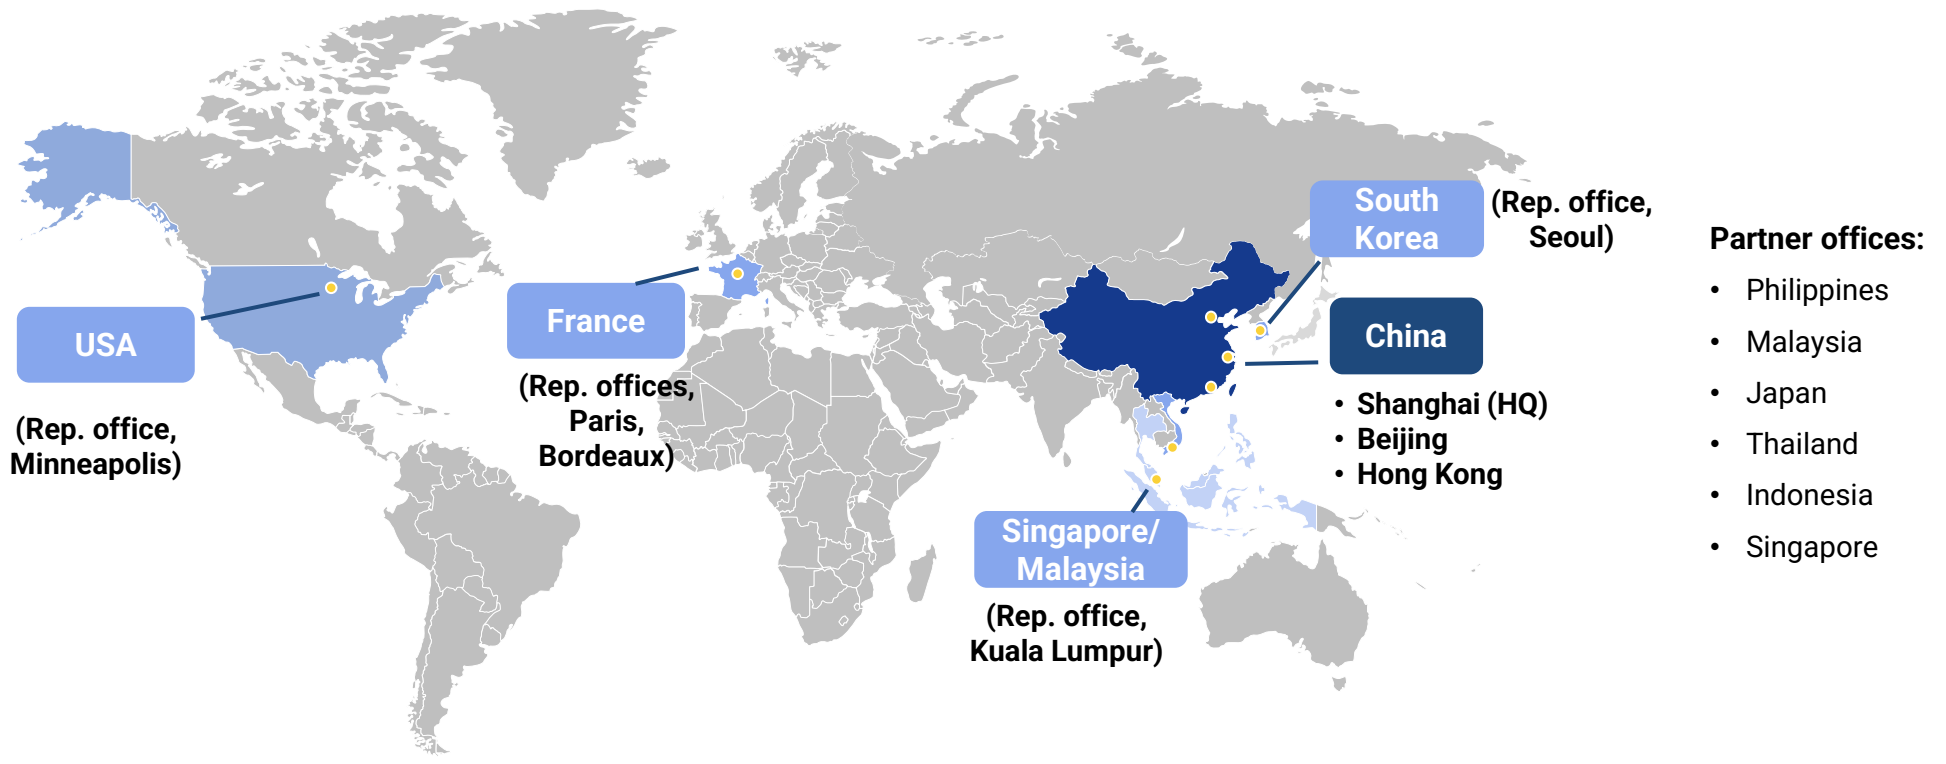 USA
(Rep. office,
Minneapolis)
France
(Rep. offices,
Paris,
Bordeaux)
Singapore/
Malaysia
(Rep. office,
Kuala Lumpur)
South
Korea
(Rep. office,
Seoul)
China
• Shanghai (HQ)
• Beijing
• Hong Kong
Partner offices:
• Philippines
• Malaysia
• Japan
• Thailand
• Indonesia
• Singapore